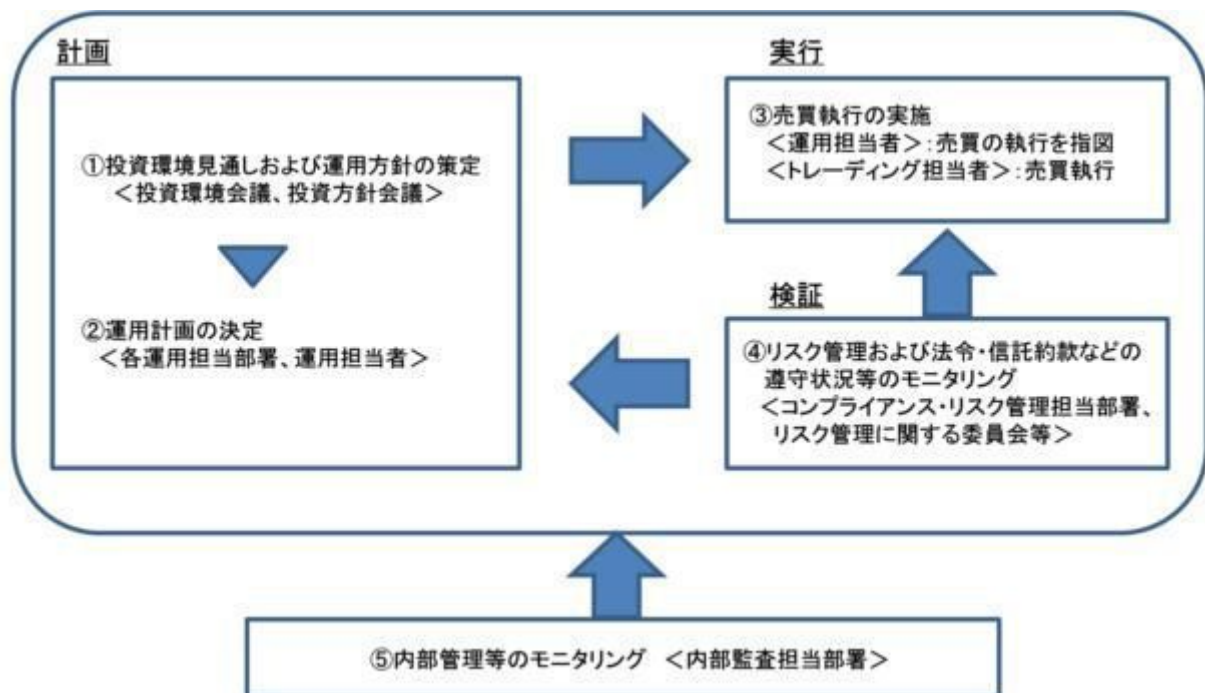 計画
①投資環境見通しおよび運用方針の策定
＜投資環境会議、投資方針会議＞
②運用計画の決定
＜各運用担当部署、運用担当者＞
実行
③売買執行の実施
＜運用担当者＞：売買の執行を指図
＜トレーディング担当者＞：売買執行
検証
④リスク管理および法令・信託約款などの
遵守状況等のモニタリング
＜コンプライアンス・リスク管理担当部署、
リスク管理に関する委員会等＞
⑤内部管理等のモニタリング ＜内部監査担当部署＞